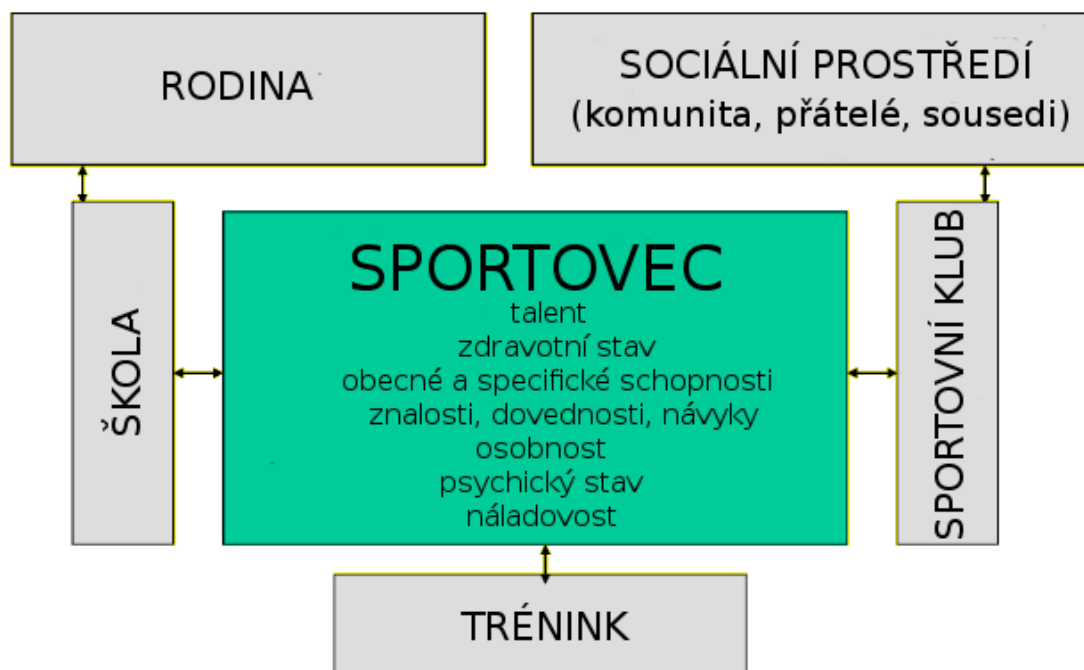 RODINA
SOCIÁLNÍ PROSTŘEDÍ
(komunita, přátelé, sousedi)
ŠKOLA
SPORTOVEC
talent
zdravotní stav
obecné a specifické schopnosti
znalosti, dovednosti, návyky
osobnost
psychický stav
náladovost
SPORTOVNÍ KLUB
TRÉNINK